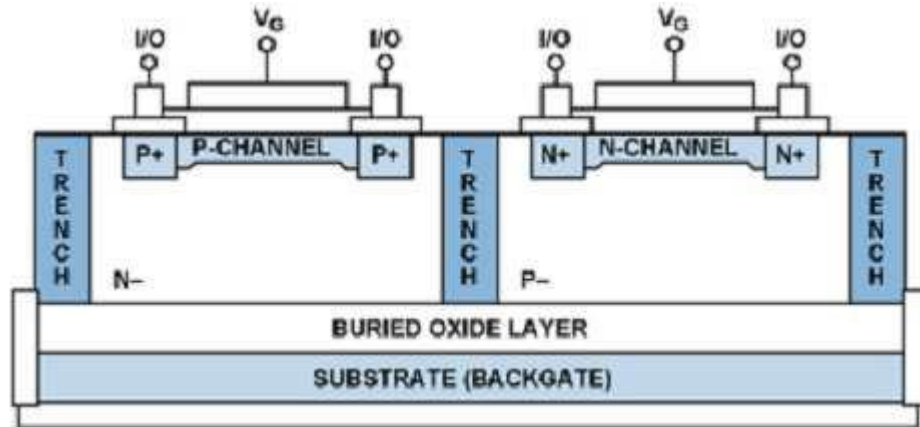 VG
VG
I/O
I/O
I/O
I/O
P+
P-CHANNEL
P+
N+
N-CHANNEL
N+
TRENCH
TRENCH
TRENCH
N–
P–
BURIED OXIDE LAYER
SUBSTRATE (BACKGATE)